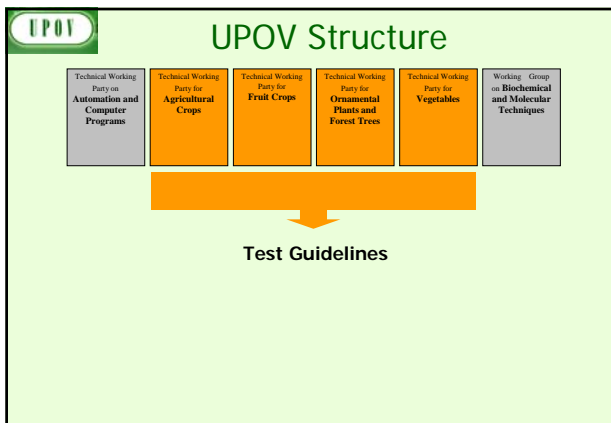 UPOV
UPOV Structure
Technical Working
Party on
Automation and
Computer
Programs
Technical Working
Party for
Agricultural
Crops
Technical Working
Party for
Fruit Crops
Technical Working
Party for
Ornamental
Plants and
Forest Trees
Technical Working
Party for
Vegetables
Working Group
on Biochemical
and Molecular
Techniques
Test Guidelines